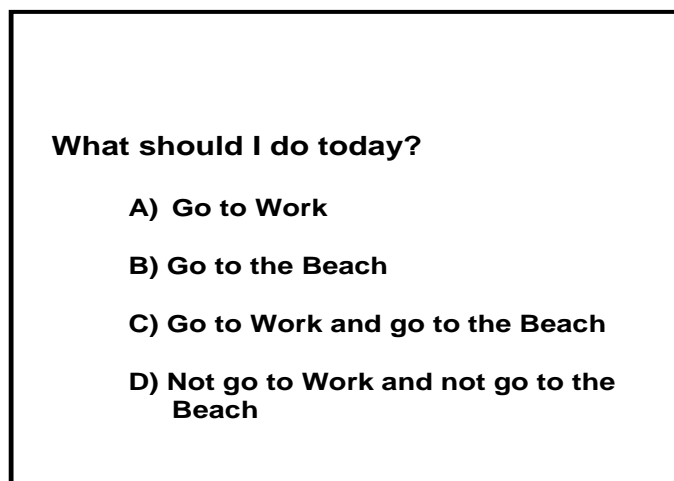 What should I do today?
A) Go to Work
B) Go to the Beach
C) Go to Work and go to the Beach
D) Not go to Work and not go to the
Beach